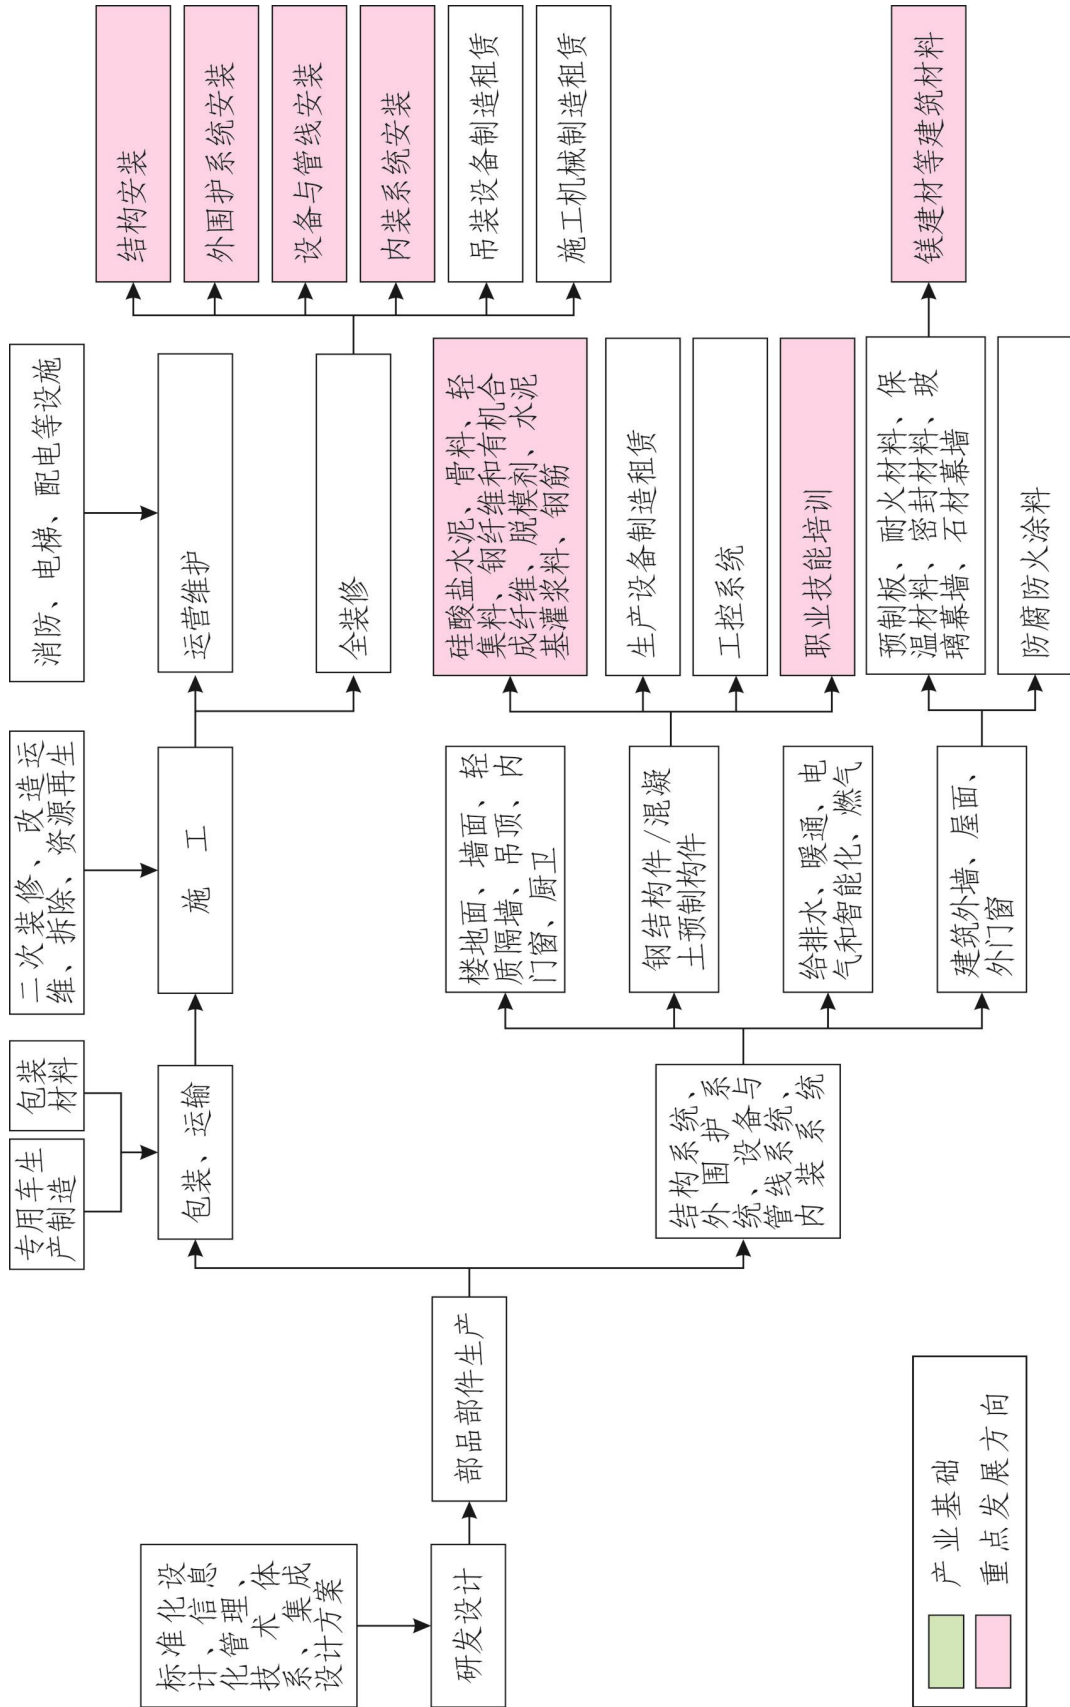 标准化设
计、信息
化管理、
技术体
系、集成
设计方案
研发设计
部品部件生产
专用车生
产制造
包装
材料
包装、运输
二次装修、改造运
维、拆除、资源再生
施 工
消防、电梯、配电等设施
运营维护
全装修
结构安装
外围护系统安装
设备与管线安装
内装系统安装
吊装设备制造租赁
施工机械制造租赁
结构系统、
外围护系
统、设备与
管线系统、
内装系统
楼地面、墙面、轻
质隔墙、吊顶、内
门窗、厨卫
钢结构件/混凝
土预制构件
给排水、暖通、电
气和智能化、燃气
建筑外墙、屋面、
外门窗
硅酸盐水泥、骨料、轻
集料、钢纤维和有机合
成纤维、脱模剂、水泥
基灌浆料、钢筋
生产设备制造租赁
工控系统
职业技能培训
预制板、耐火材料、保
温材料、密封材料、玻
璃幕墙、石材幕墙
防腐防火涂料
镁建材等建筑材料
产业基础
重点发展方向